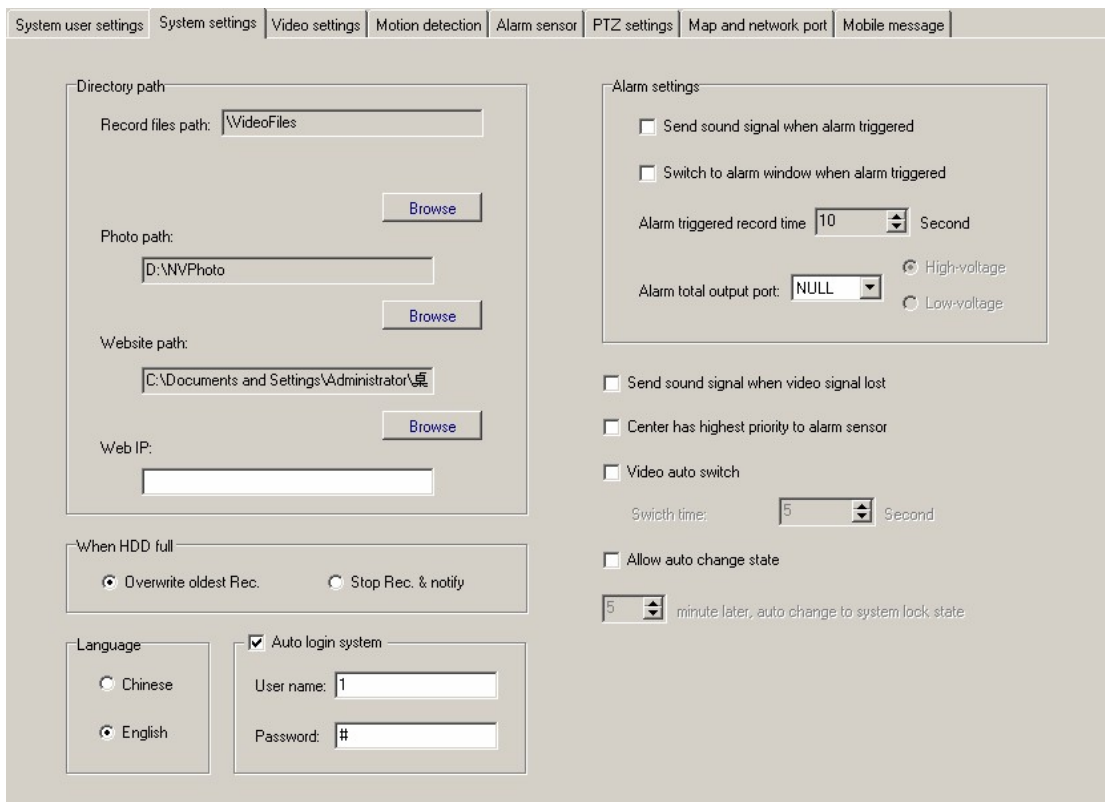 System user settings System settings Video settings Motion detection Alarm sensor PTZ settings Map and network port Mobile message
Directory path
Record files path: \VideoFiles
Browse
Photo path:
D:\NVPhoto
Browse
Website path:
C:\Documents and Settings\Administrator\桌
Browse
Web IP:
When HDD full
Overwrite oldest Rec. Stop Rec. & notify
Language
Chinese
English
Auto login system
User name: 1
Password: #
Alarm settings
Send sound signal when alarm triggered
Switch to alarm window when alarm triggered
Alarm triggered record time 10 Second
Alarm total output port: NULL
High-voltage
Low-voltage
Send sound signal when video signal lost
Center has highest priority to alarm sensor
Video auto switch
Swicth time: 5 Second
Allow auto change state
5 minute later, auto change to system lock state